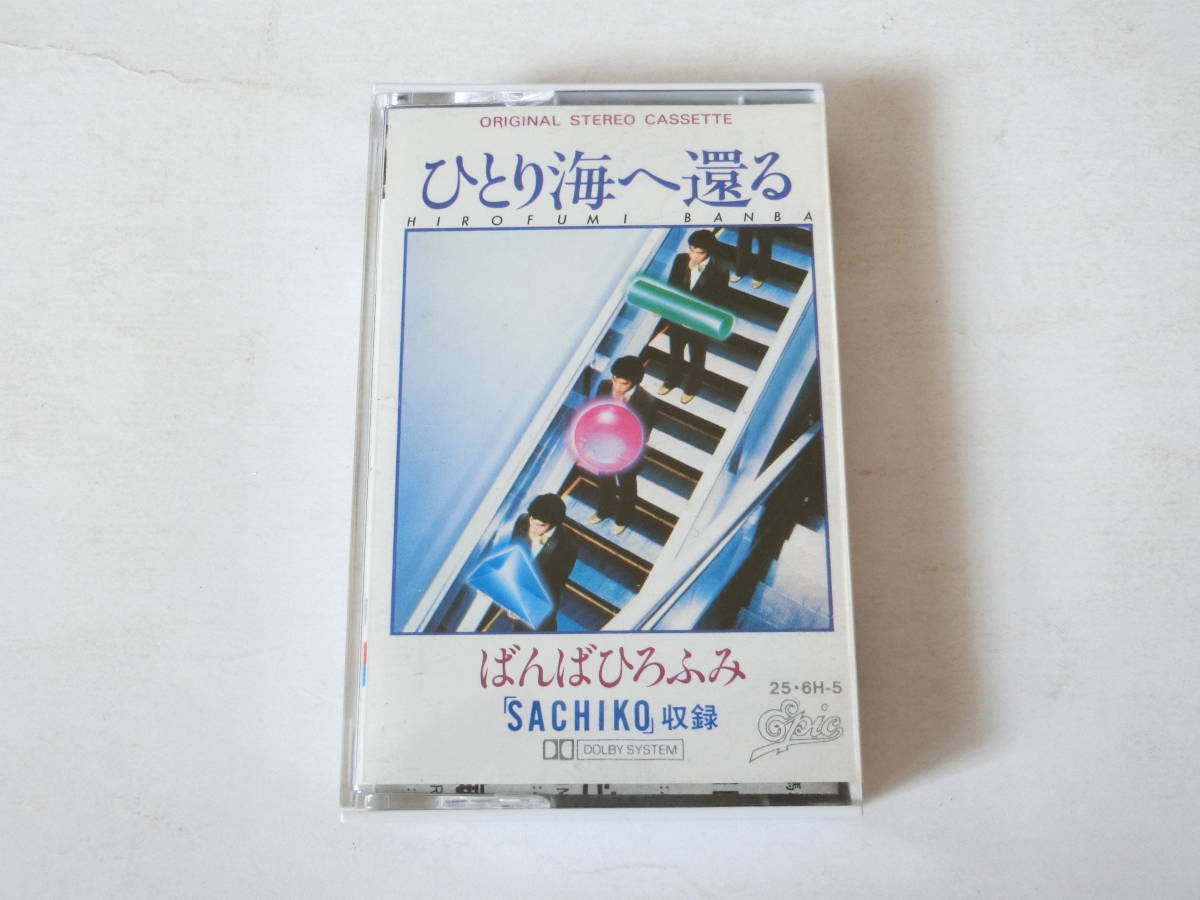 ORIGINAL STEREO CASSETTE
ひとり海へ還る
HIROFUMI BANBA
ばんばひろふみ
25・6H-5
「SACHIKO」収録
Epic
DOLBY SYSTEM